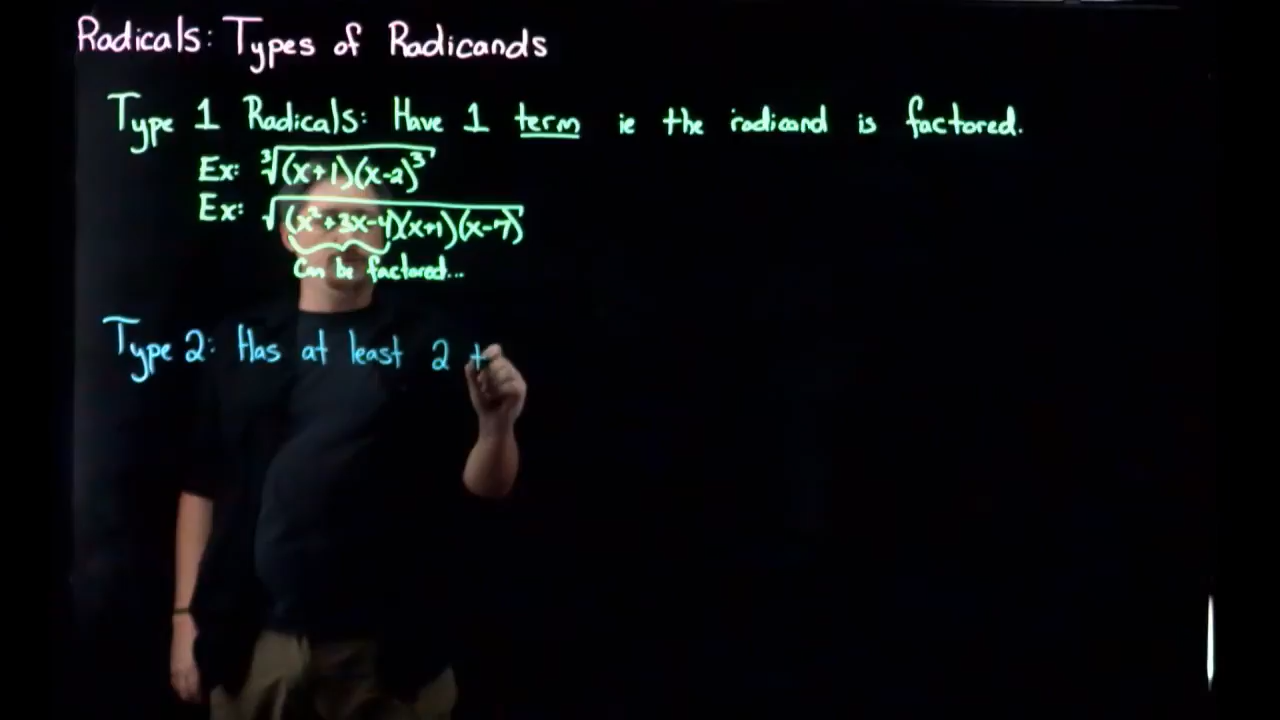 Radicals: Types of Radicands
Type 1 Radicals: Have 1 term ie the radicand is factored.
Ex: ∛((x+1)(x-2)³)
Ex: √((x²+3x-4)(x+1)(x-7))
Can be factored...
Type 2: Has at least 2 t